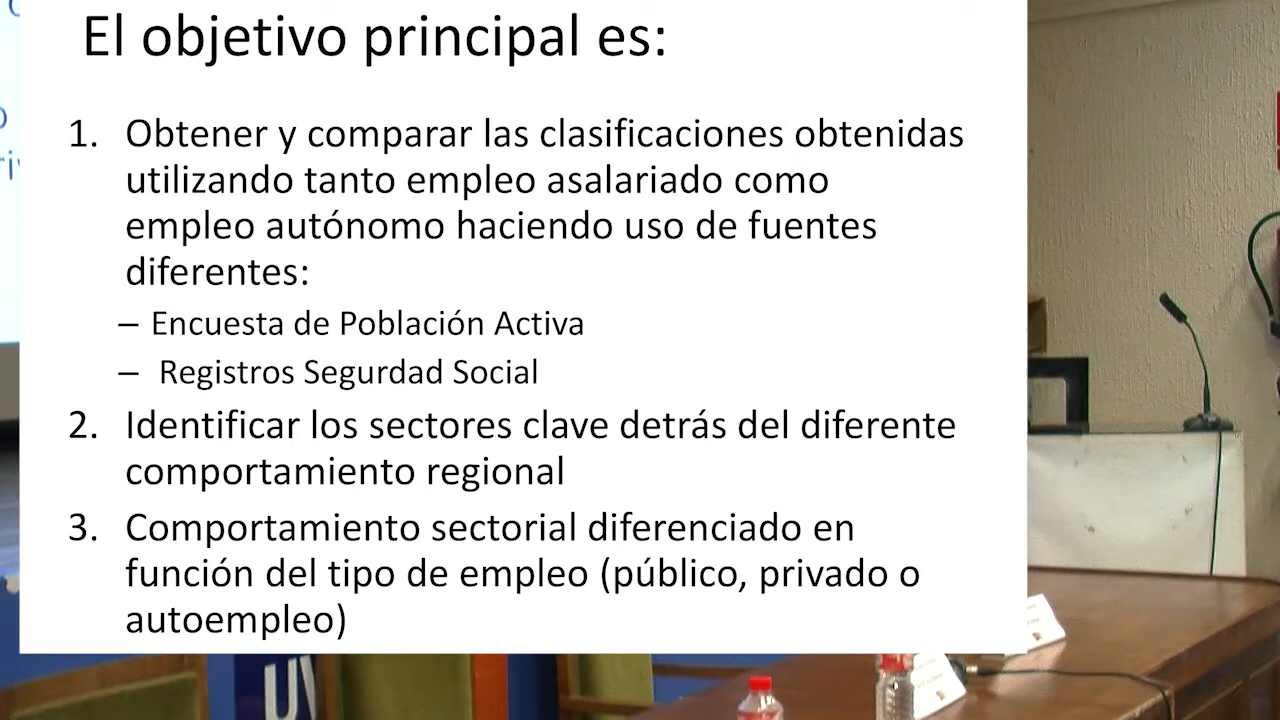 El objetivo principal es:
1. Obtener y comparar las clasificaciones obtenidas
utilizando tanto empleo asalariado como
empleo autónomo haciendo uso de fuentes
diferentes:
– Encuesta de Población Activa
– Registros Segurdad Social
2. Identificar los sectores clave detrás del diferente
comportamiento regional
3. Comportamiento sectorial diferenciado en
función del tipo de empleo (público, privado o
autoempleo)